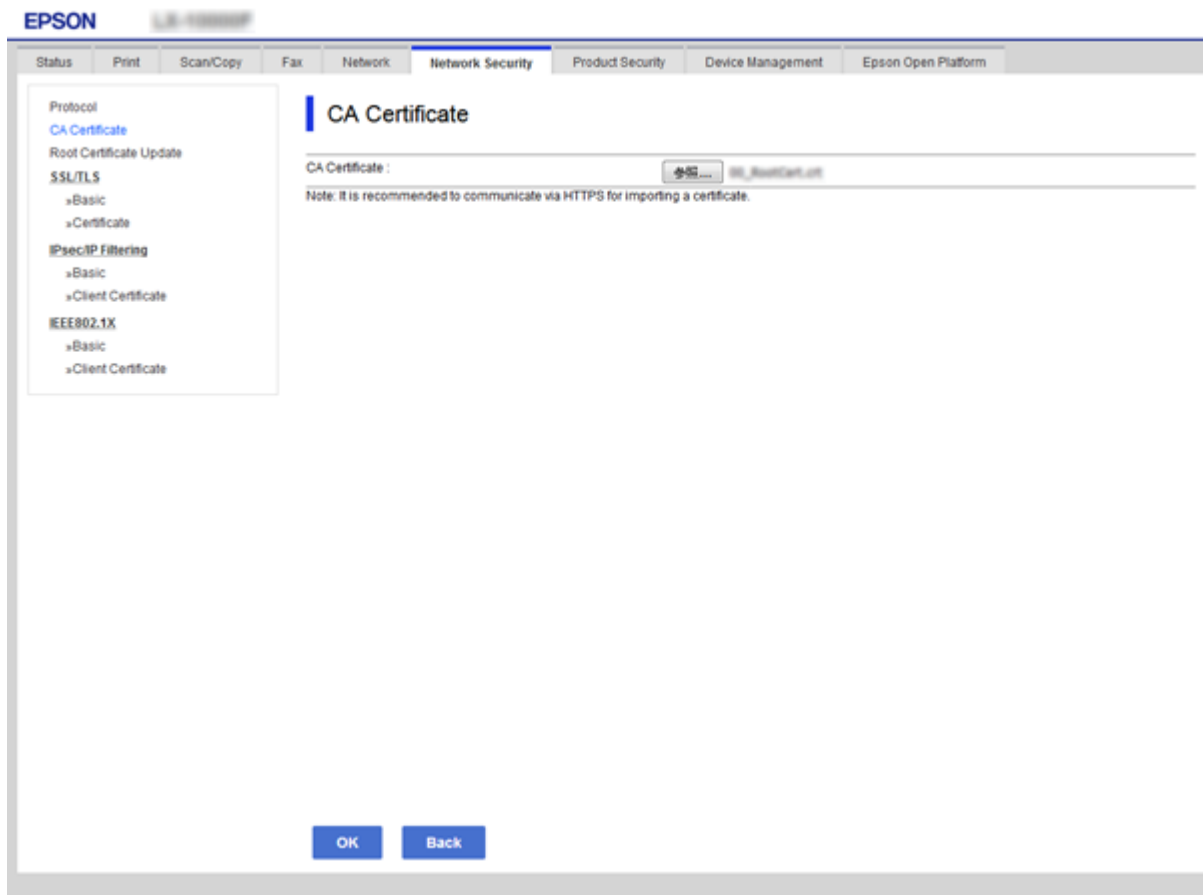 EPSON
Status Print Scan/Copy Fax Network Network Security Product Security Device Management Epson Open Platform
Protocol
CA Certificate
Root Certificate Update
SSL/TLS
»Basic
»Certificate
IPsec/IP Filtering
»Basic
»Client Certificate
IEEE802.1X
»Basic
»Client Certificate
CA Certificate
CA Certificate :
参照...
Note: It is recommended to communicate via HTTPS for importing a certificate.
OK Back